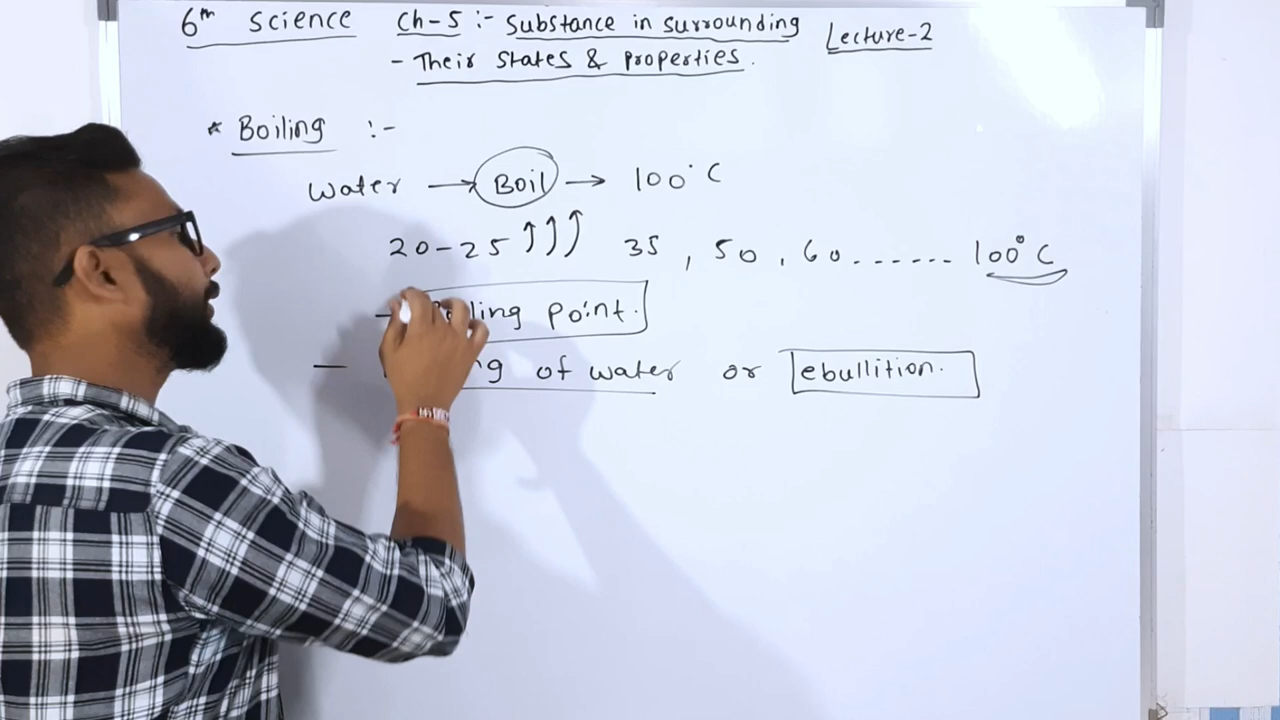 6th science Ch-5 :- Substance in surrounding Lecture-2
- Their states & properties.
* Boiling :-
Water → Boil → 100°C
20-25 ↑↑↑ 35, 50, 60....... 100°C
- point.
- of water or ebullition.